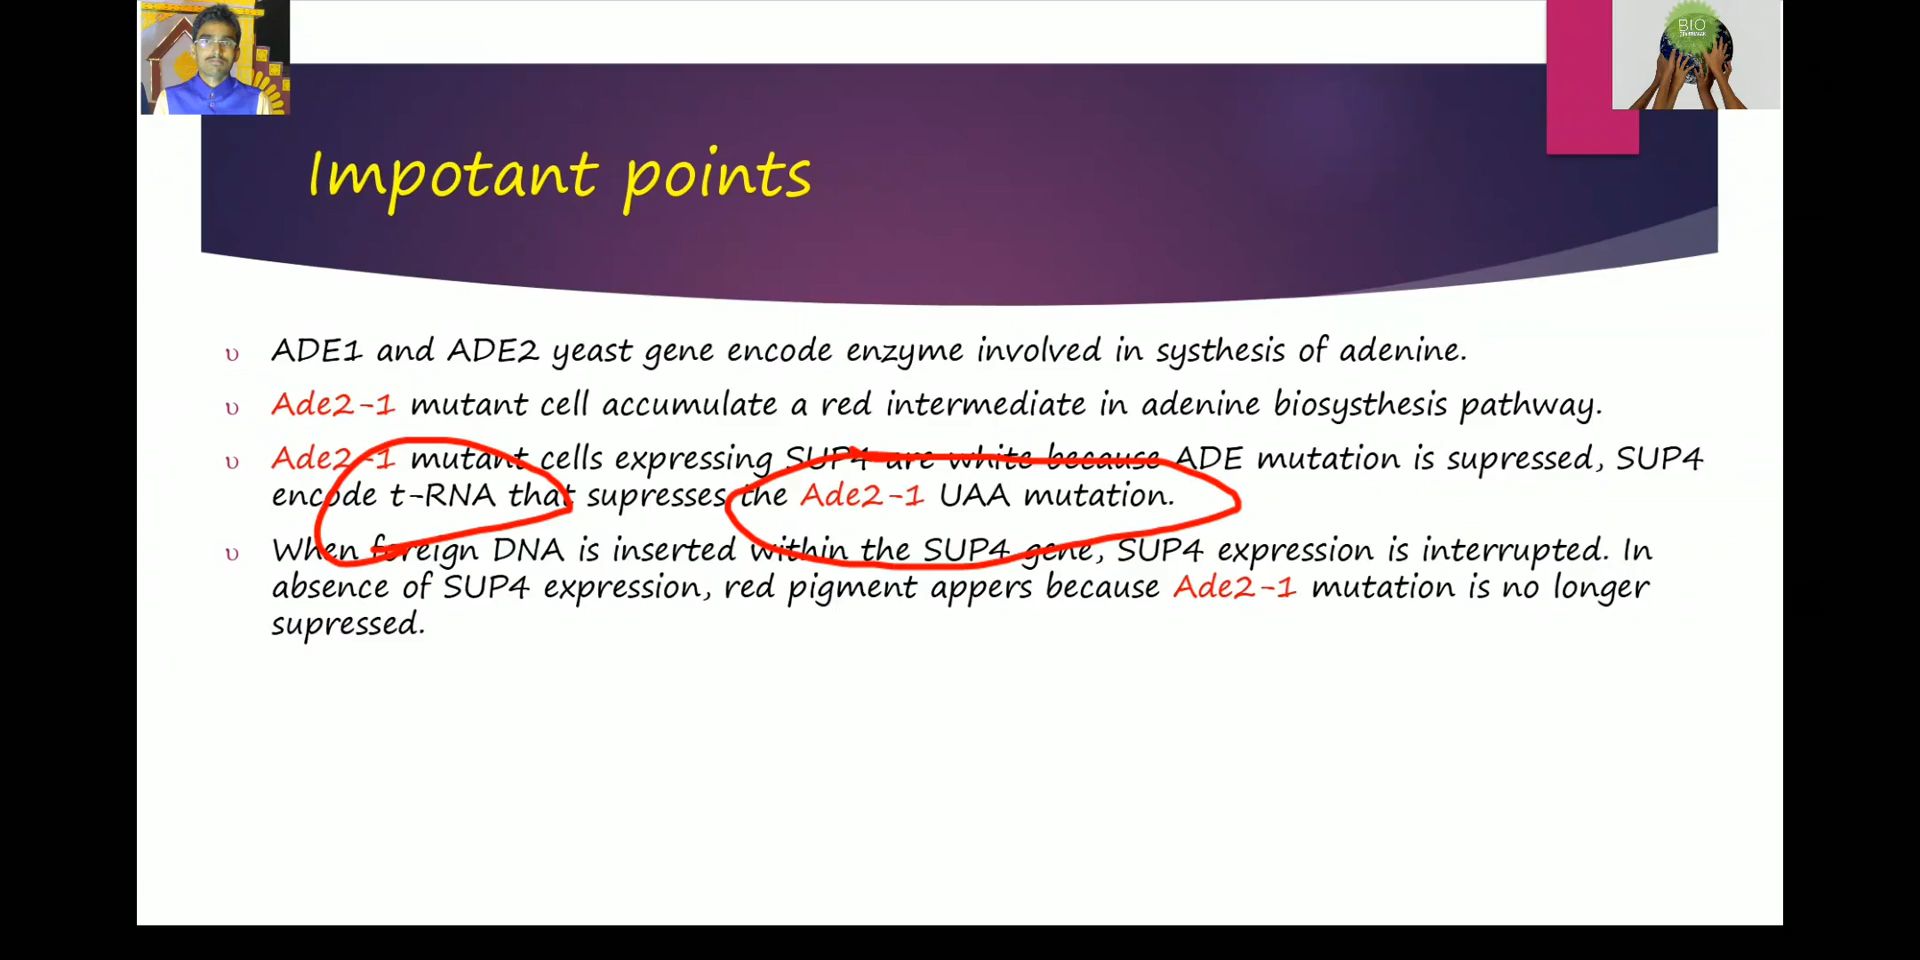 BIO
Impotant points
ADE1 and ADE2 yeast gene encode enzyme involved in systhesis of adenine.
Ade2-1 mutant cell accumulate a red intermediate in adenine biosysthesis pathway.
Ade2-1 mutant cells expressing SUP4 are white because ADE mutation is supressed, SUP4
encode t-RNA that supresses the Ade2-1 UAA mutation.
When foreign DNA is inserted within the SUP4 gene, SUP4 expression is interrupted. In
absence of SUP4 expression, red pigment appers because Ade2-1 mutation is no longer
supressed.